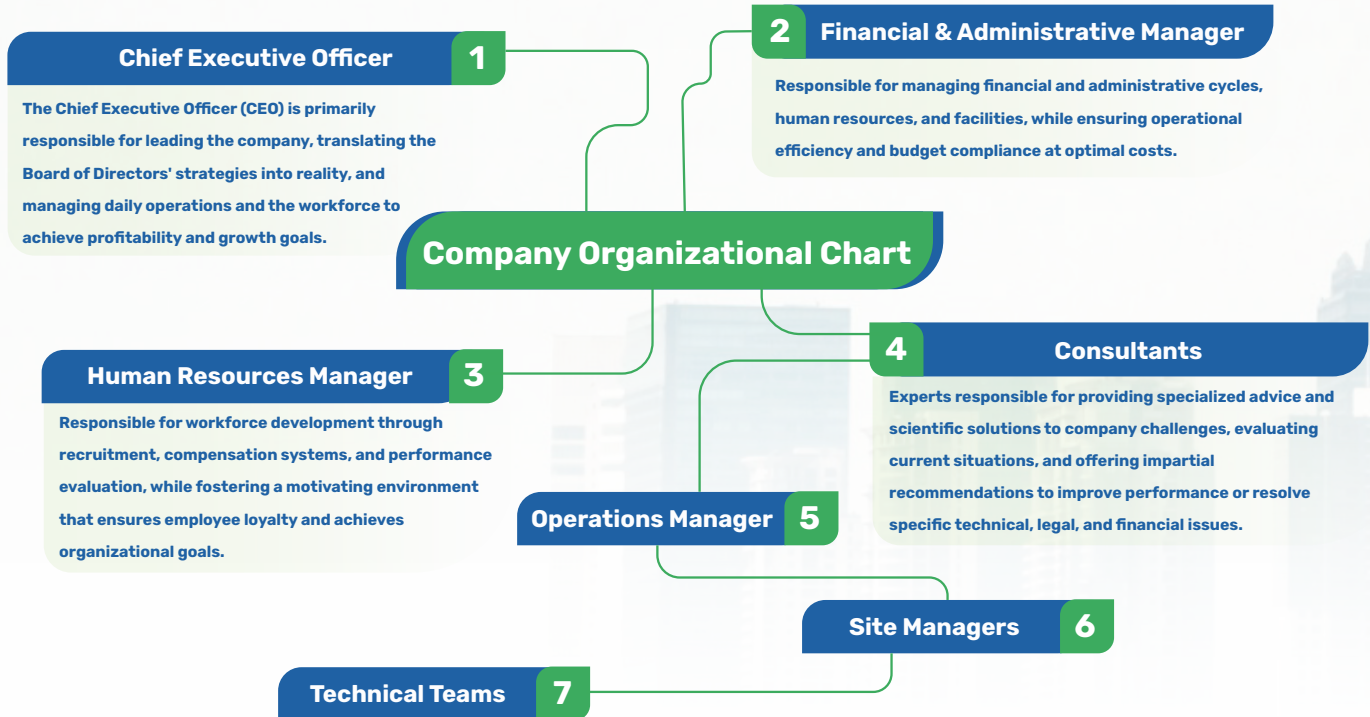 Chief Executive Officer 1
The Chief Executive Officer (CEO) is primarily
responsible for leading the company, translating the
Board of Directors' strategies into reality, and
managing daily operations and the workforce to
achieve profitability and growth goals.
2 Financial & Administrative Manager
Responsible for managing financial and administrative cycles,
human resources, and facilities, while ensuring operational
efficiency and budget compliance at optimal costs.
Company Organizational Chart
Human Resources Manager 3
Responsible for workforce development through
recruitment, compensation systems, and performance
evaluation, while fostering a motivating environment
that ensures employee loyalty and achieves
organizational goals.
4 Consultants
Experts responsible for providing specialized advice and
scientific solutions to company challenges, evaluating
current situations, and offering impartial
recommendations to improve performance or resolve
specific technical, legal, and financial issues.
Operations Manager 5
Site Managers 6
Technical Teams 7